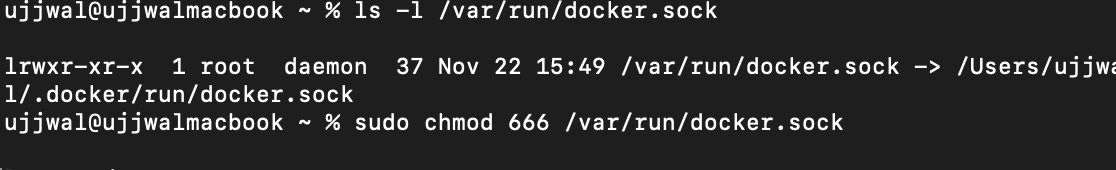 ujjwal@ujjwalmacbook ~ % ls -l /var/run/docker.sock
lrwxr-xr-x  1 root  daemon  37 Nov 22 15:49 /var/run/docker.sock -> /Users/ujjwa
l/.docker/run/docker.sock
ujjwal@ujjwalmacbook ~ % sudo chmod 666 /var/run/docker.sock